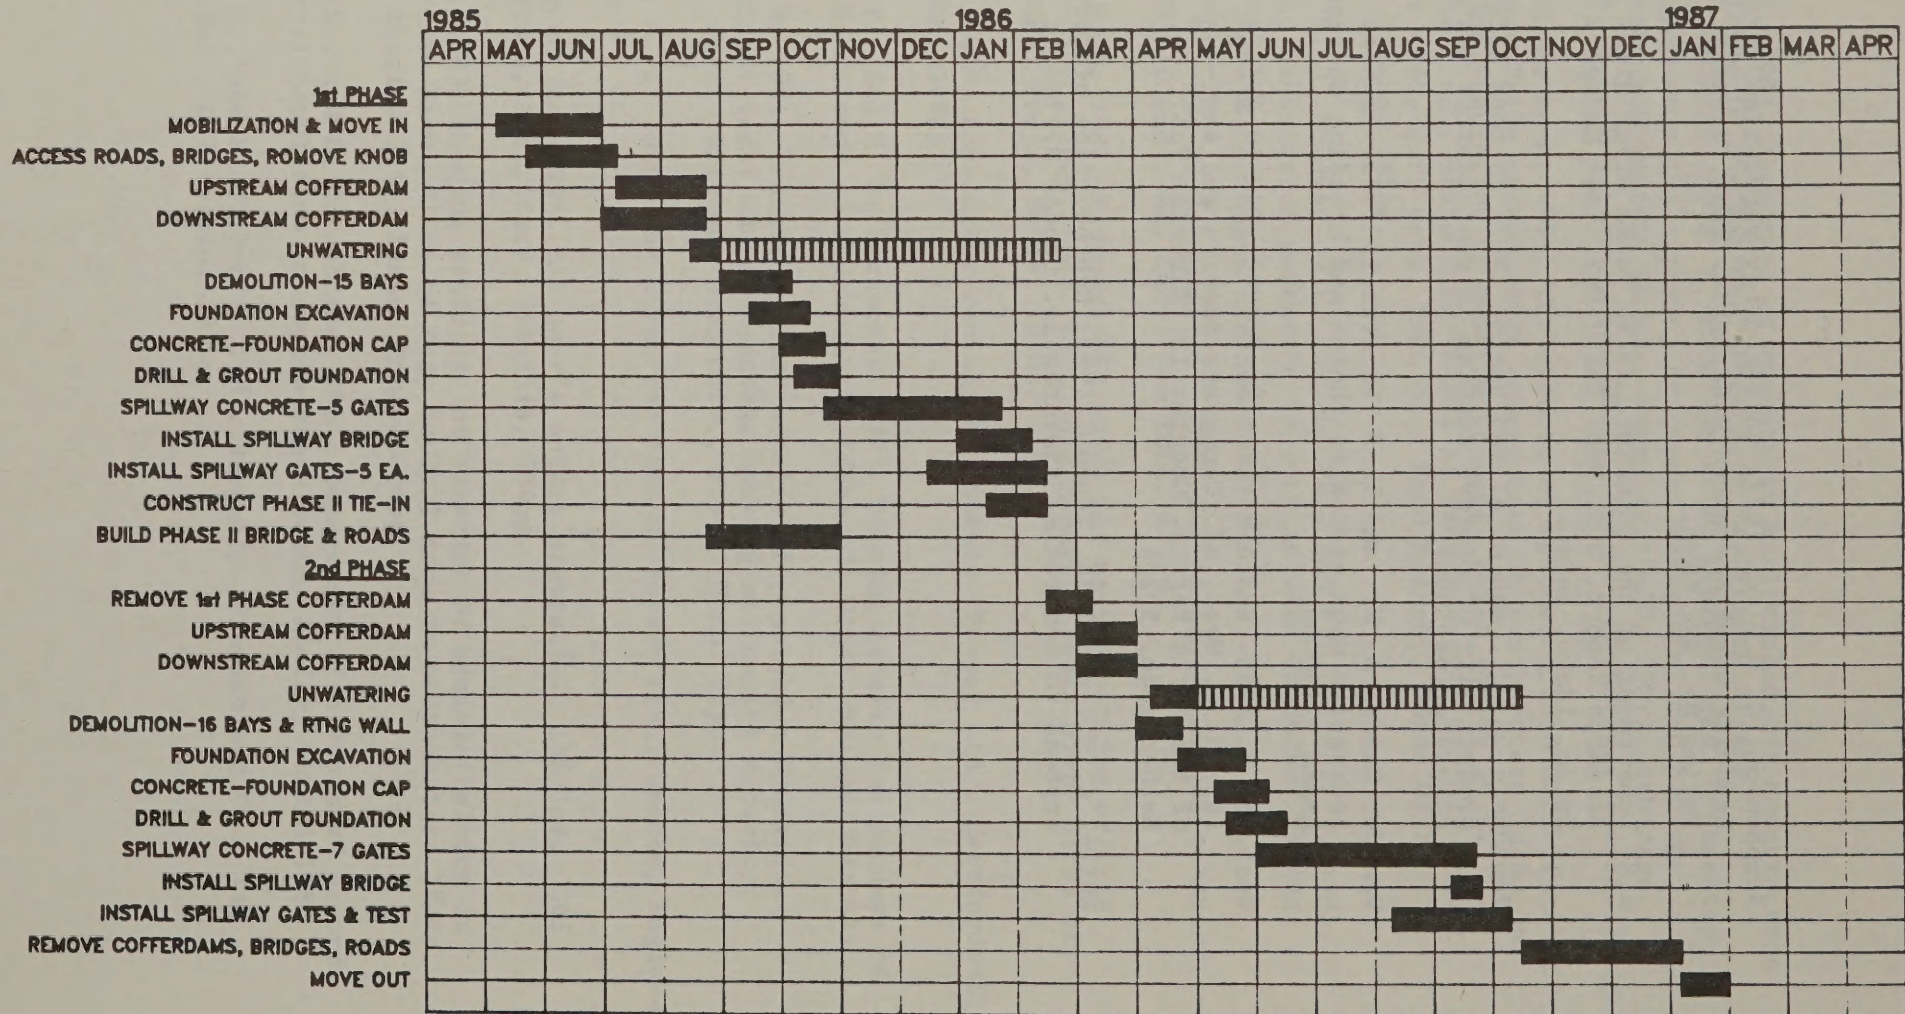 1985 1986 1987
APR MAY JUN JUL AUG SEP OCT NOV DEC JAN FEB MAR APR MAY JUN JUL AUG SEP OCT NOV DEC JAN FEB MAR APR
1st PHASE
MOBILIZATION & MOVE IN
ACCESS ROADS, BRIDGES, ROMOVE KNOB
UPSTREAM COFFERDAM
DOWNSTREAM COFFERDAM
UNWATERING
DEMOLITION-15 BAYS
FOUNDATION EXCAVATION
CONCRETE-FOUNDATION CAP
DRILL & GROUT FOUNDATION
SPILLWAY CONCRETE-5 GATES
INSTALL SPILLWAY BRIDGE
INSTALL SPILLWAY GATES-5 EA.
CONSTRUCT PHASE II TIE-IN
BUILD PHASE II BRIDGE & ROADS
2nd PHASE
REMOVE 1st PHASE COFFERDAM
UPSTREAM COFFERDAM
DOWNSTREAM COFFERDAM
UNWATERING
DEMOLITION-16 BAYS & RTNG WALL
FOUNDATION EXCAVATION
CONCRETE-FOUNDATION CAP
DRILL & GROUT FOUNDATION
SPILLWAY CONCRETE-7 GATES
INSTALL SPILLWAY BRIDGE
INSTALL SPILLWAY GATES & TEST
REMOVE COFFERDAMS, BRIDGES, ROADS
MOVE OUT